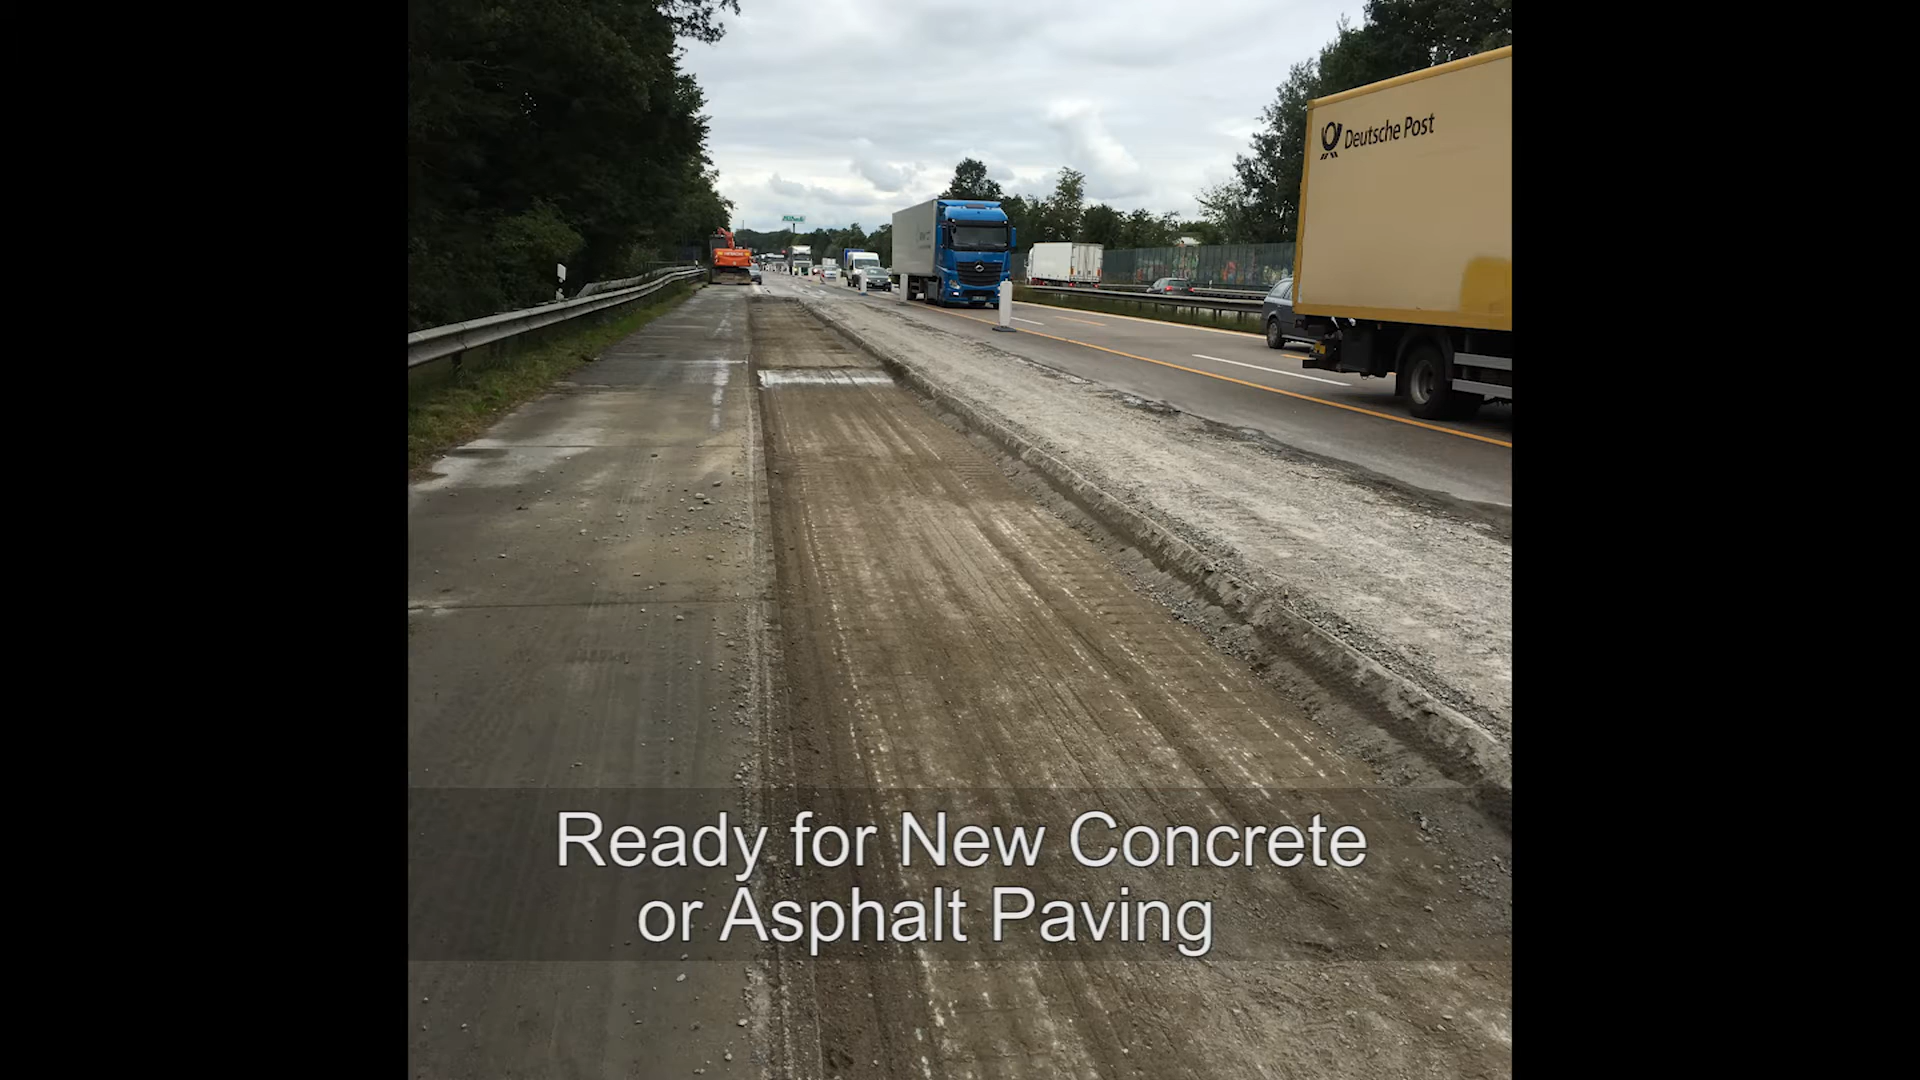 Deutsche Post
Ready for New Concrete
or Asphalt Paving